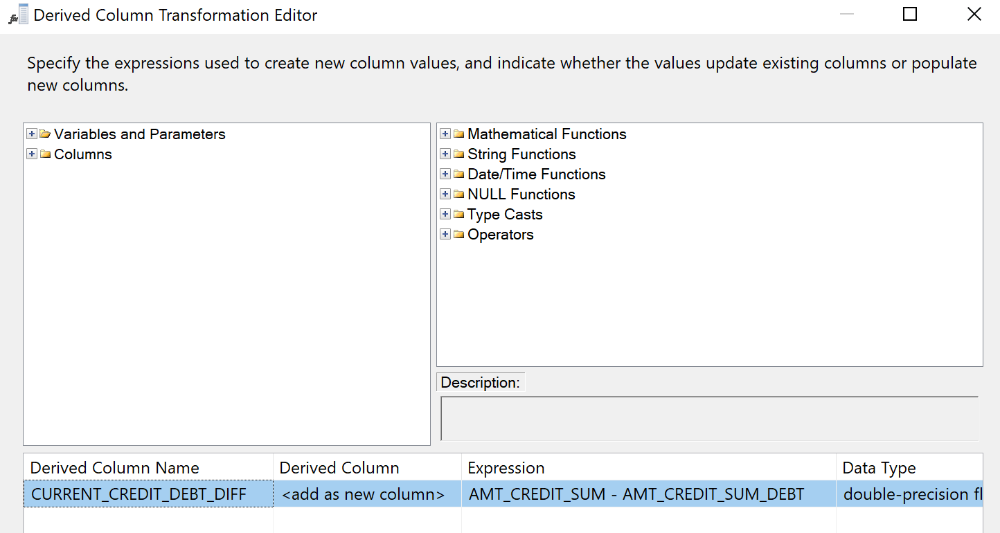 Derived Column Transformation Editor
Specify the expressions used to create new column values, and indicate whether the values update existing columns or populate
new columns.
Variables and Parameters
Columns
Mathematical Functions
String Functions
Date/Time Functions
NULL Functions
Type Casts
Operators
Description:
Derived Column Name Derived Column Expression Data Type
CURRENT_CREDIT_DEBT_DIFF <add as new column> AMT_CREDIT_SUM - AMT_CREDIT_SUM_DEBT double-precision fl